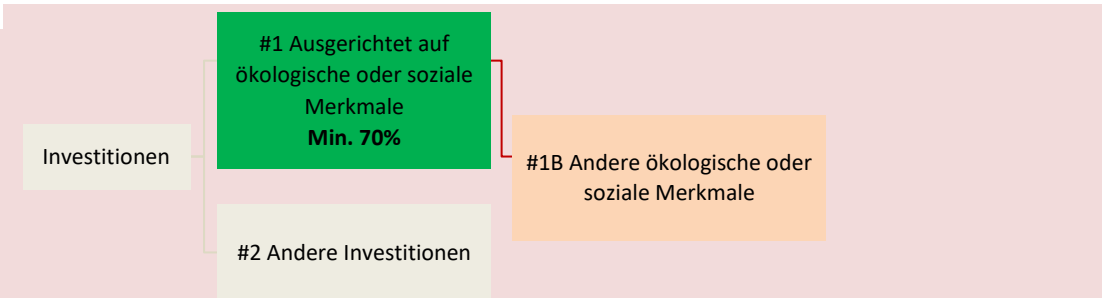 Investitionen
#1 Ausgerichtet auf
ökologische oder soziale
Merkmale
Min. 70%
#2 Andere Investitionen
#1B Andere ökologische oder
soziale Merkmale